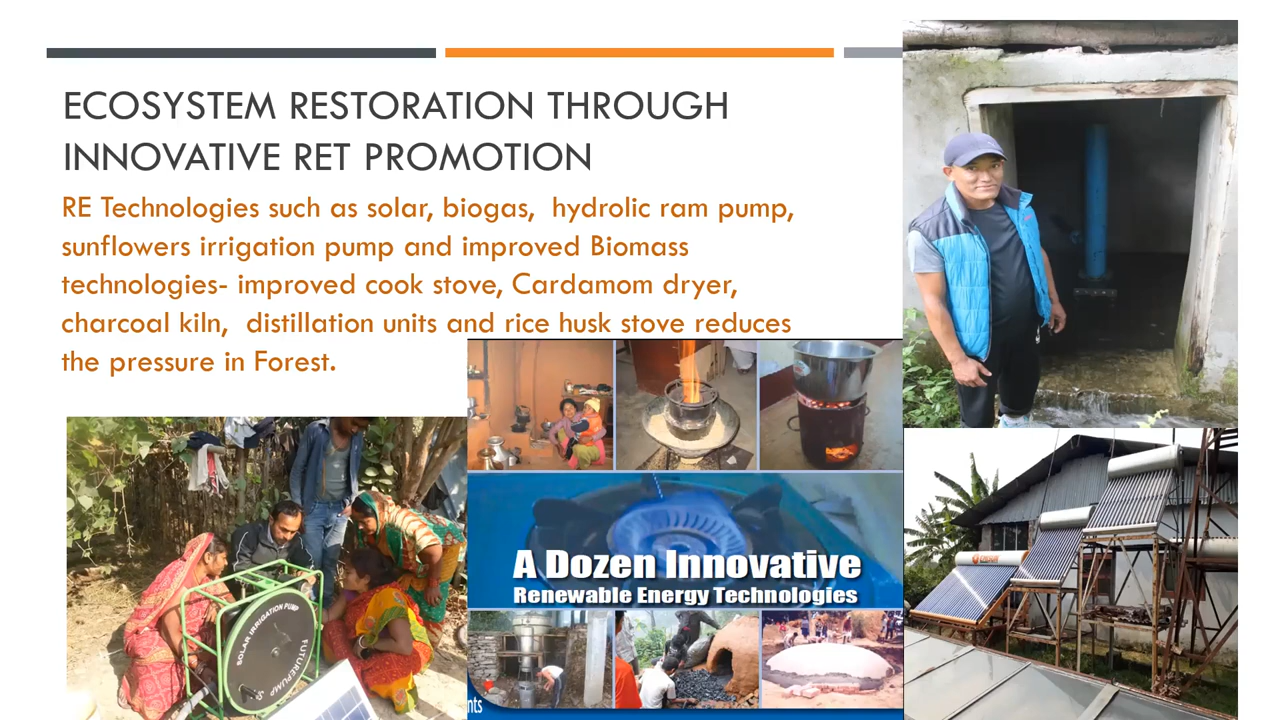 ECOSYSTEM RESTORATION THROUGH
INNOVATIVE RET PROMOTION
RE Technologies such as solar, biogas,  hydrolic ram pump,
sunflowers irrigation pump and improved Biomass
technologies- improved cook stove, Cardamom dryer,
charcoal kiln,  distillation units and rice husk stove reduces
the pressure in Forest.
A Dozen Innovative
Renewable Energy Technologies
SOLAR IRRIGATION PUMP
FUTUREPUMP
nts